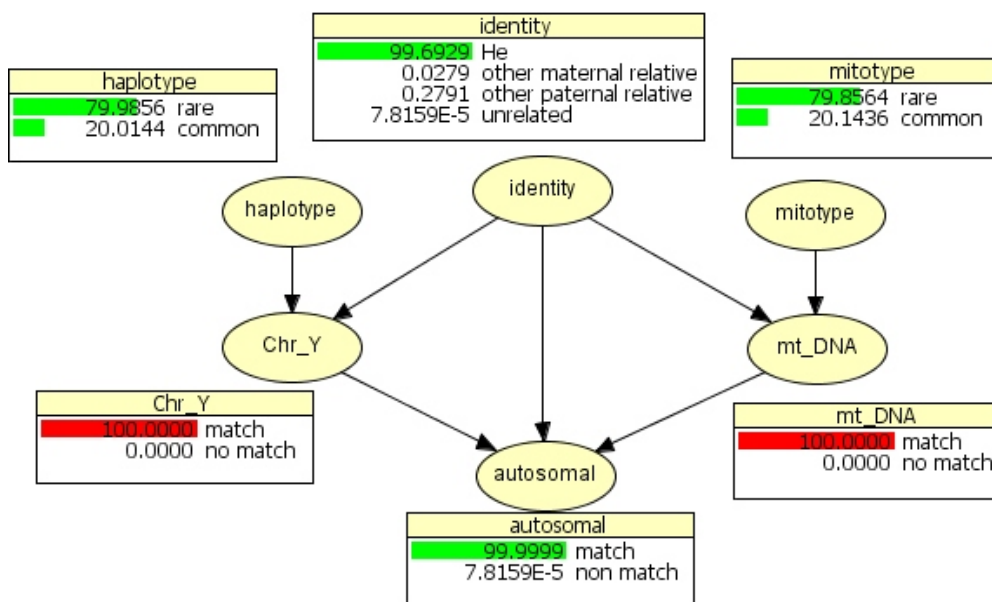 identity
99.6929 He
0.0279 other maternal relative
0.2791 other paternal relative
7.8159E-5 unrelated
haplotype
79.9856 rare
20.0144 common
mitotype
79.8564 rare
20.1436 common
haplotype
identity
mitotype
Chr_Y
mt_DNA
Chr_Y
100.0000 match
0.0000 no match
mt_DNA
100.0000 match
0.0000 no match
autosomal
autosomal
99.9999 match
7.8159E-5 non match